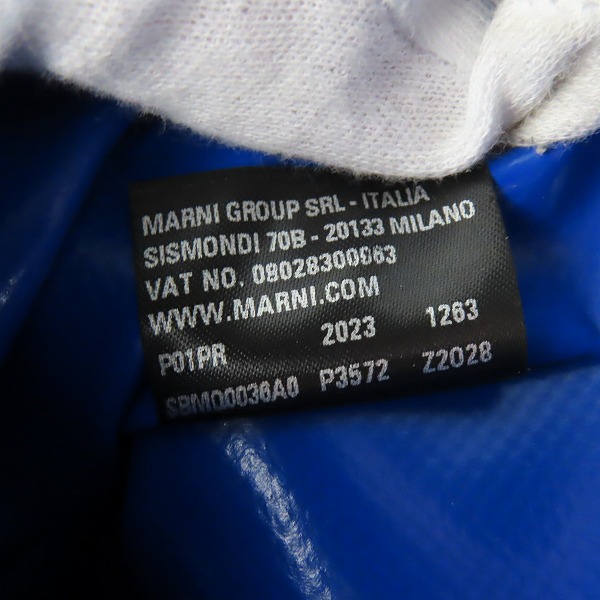 MARNI GROUP SRL - ITALIA
SISMONDI 70B - 20133 MILANO
VAT NO. 08028300963
WWW.MARNI.COM
P01PR 2023 1263
SBMQ0036A0 P3572 Z2028